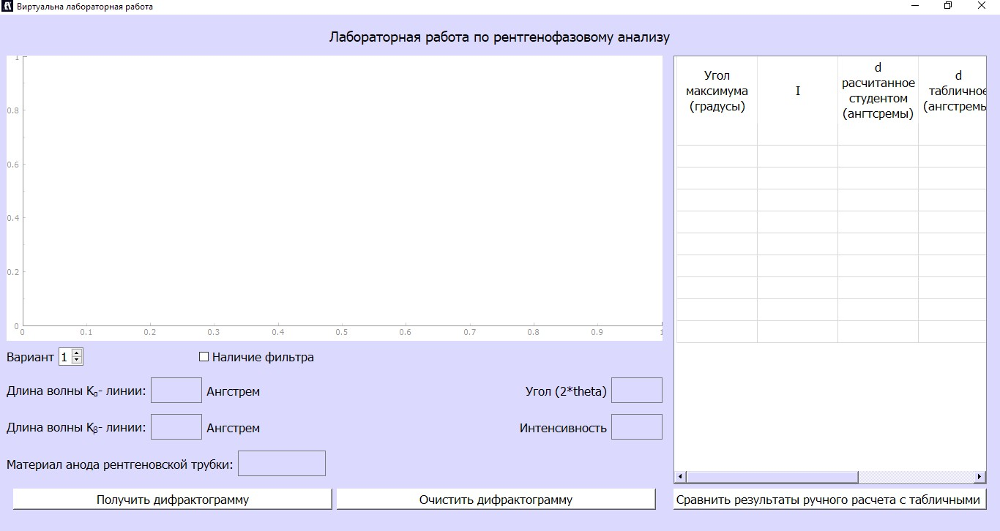 Виртуальна лабораторная работа
Лабораторная работа по рентгенофазовому анализу
1
0.8
0.6
0.4
0.2
0
0 0.1 0.2 0.3 0.4 0.5 0.6 0.7 0.8 0.9 1
Угол
максимума
(градусы)
I
d
расчитанное
студентом
(ангтсремы)
d
табличное
(ангстремы
Вариант 1
Наличие фильтра
Длина волны Kα- линии: Ангстрем
Угол (2*theta)
Длина волны Kβ- линии: Ангстрем
Интенсивность
Материал анода рентгеновской трубки:
Получить дифрактограмму
Очистить дифрактограмму
Сравнить результаты ручного расчета с табличными